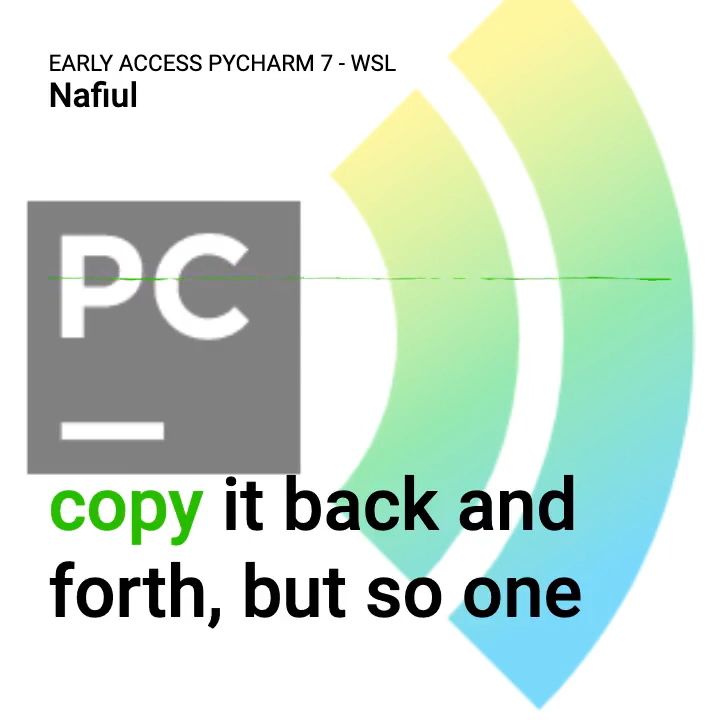 EARLY ACCESS PYCHARM 7 - WSL
Nafiul
PC
copy it back and
forth, but so one